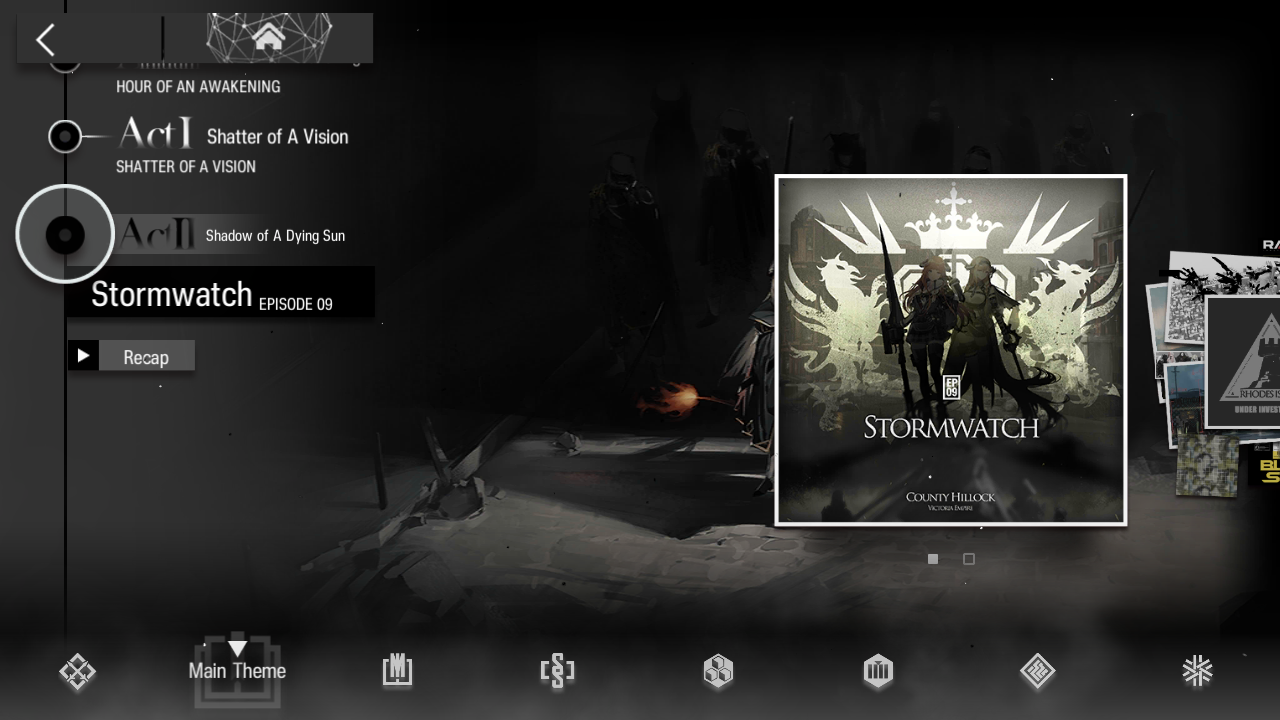 HOUR OF AN AWAKENING
Act I Shatter of A Vision
SHATTER OF A VISION
Act II Shadow of A Dying Sun
Stormwatch EPISODE 09
Recap
EP
09
STORMWATCH
COUNTY HILLOCK
VICTORIA EMPIRE
RHODES IS
UNDER INVEST
Main Theme